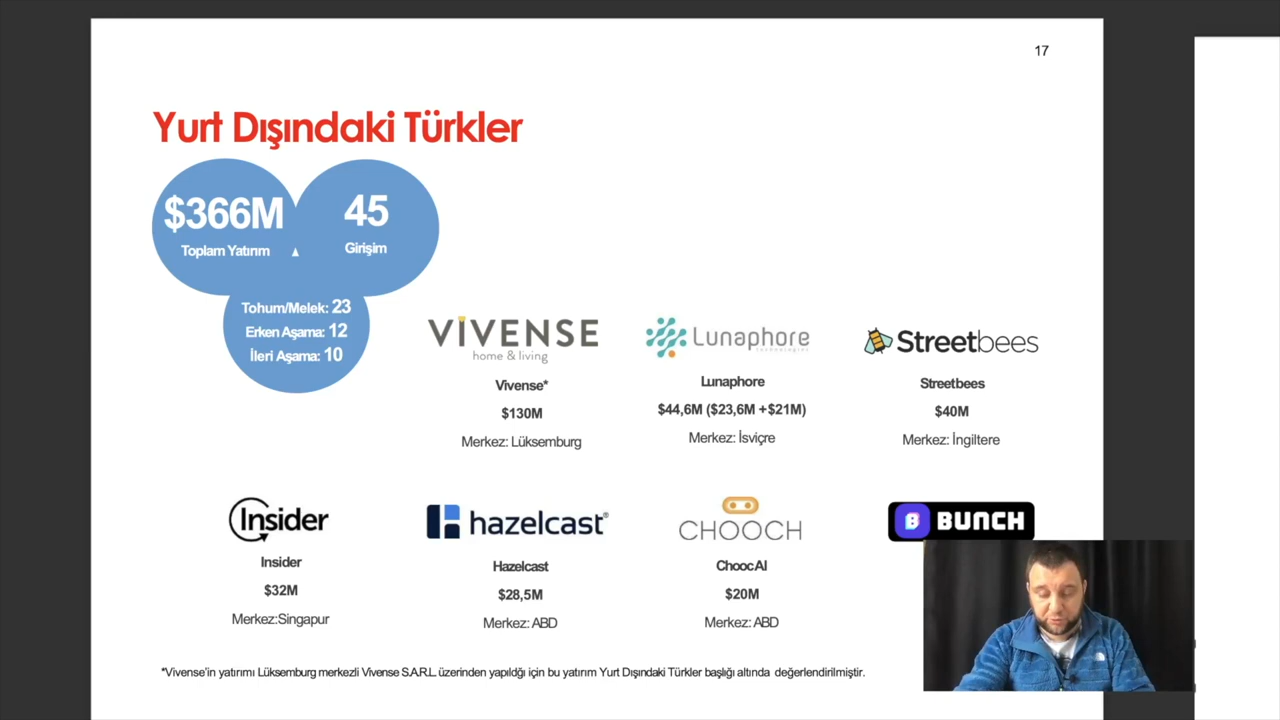 17
Yurt Dışındaki Türkler
$366M
Toplam Yatırım
45
Girişim
Tohum/Melek: 23
Erken Aşama: 12
İleri Aşama: 10
VIVENSE
home & living
Vivense*
$130M
Merkez: Lüksemburg
Lunaphore
technologies
Lunaphore
$44,6M ($23,6M +$21M)
Merkez: İsviçre
Streetbees
Streetbees
$40M
Merkez: İngiltere
Insider
Insider
$32M
Merkez:Singapur
hazelcast®
Hazelcast
$28,5M
Merkez: ABD
CHOOCH
ChoocAI
$20M
Merkez: ABD
B BUNCH
*Vivense'in yatırımı Lüksemburg merkezli Vivense S.A.R.L. üzerinden yapıldığı için bu yatırım Yurt Dışındaki Türkler başlığı altında değerlendirilmiştir.